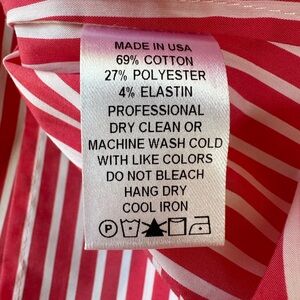 MADE IN USA
69% COTTON
27% POLYESTER
4% ELASTIN
PROFESSIONAL
DRY CLEAN OR
MACHINE WASH COLD
WITH LIKE COLORS
DO NOT BLEACH
HANG DRY
COOL IRON
P